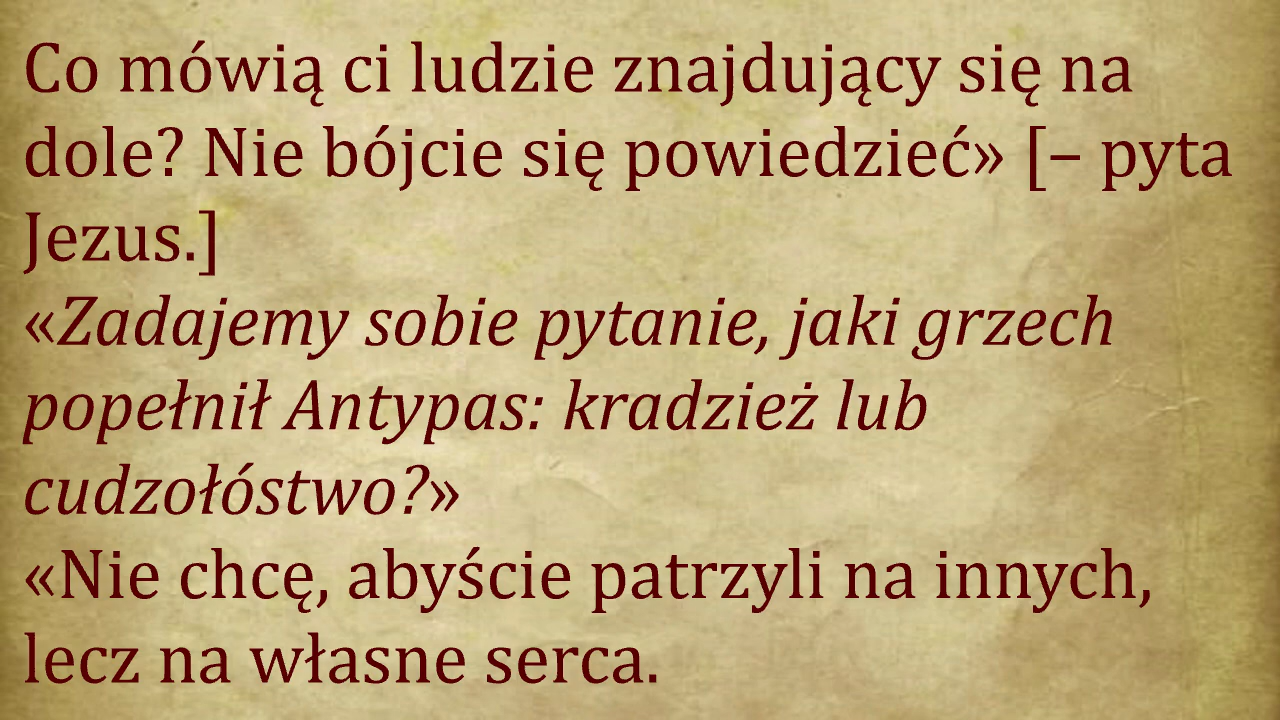 Co mówią ci ludzie znajdujący się na
dole? Nie bójcie się powiedzieć» [– pyta
Jezus.]
«Zadajemy sobie pytanie, jaki grzech
popełnił Antypas: kradzież lub
cudzołóstwo?»
«Nie chcę, abyście patrzyli na innych,
lecz na własne serca.